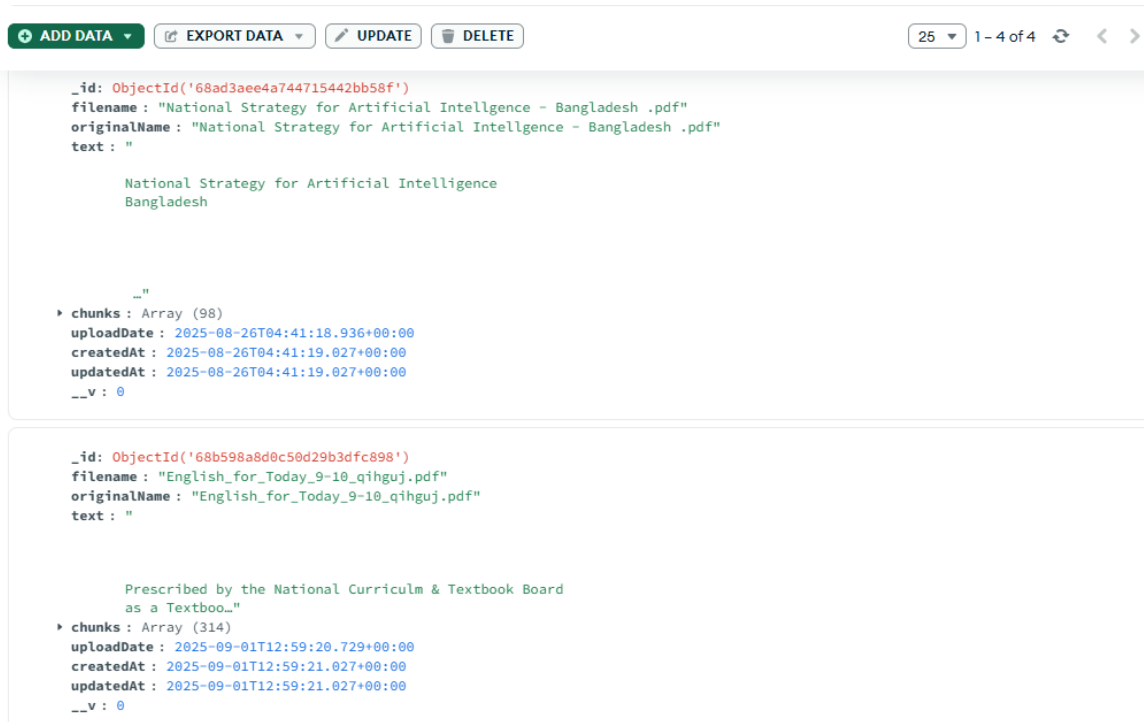 ADD DATA
EXPORT DATA
UPDATE
DELETE
25
1 – 4 of 4
_id: ObjectId('68ad3aee4a744715442bb58f')
filename : "National Strategy for Artificial Intellgence – Bangladesh .pdf"
originalName : "National Strategy for Artificial Intellgence – Bangladesh .pdf"
text : "
National Strategy for Artificial Intelligence
Bangladesh
…"
chunks : Array (98)
uploadDate : 2025-08-26T04:41:18.936+00:00
createdAt : 2025-08-26T04:41:19.027+00:00
updatedAt : 2025-08-26T04:41:19.027+00:00
__v : 0
_id: ObjectId('68b598a8d0c50d29b3dfc898')
filename : "English_for_Today_9-10_qihguj.pdf"
originalName : "English_for_Today_9-10_qihguj.pdf"
text : "
Prescribed by the National Curriculm & Textbook Board
as a Textboo…"
chunks : Array (314)
uploadDate : 2025-09-01T12:59:20.729+00:00
createdAt : 2025-09-01T12:59:21.027+00:00
updatedAt : 2025-09-01T12:59:21.027+00:00
__v : 0